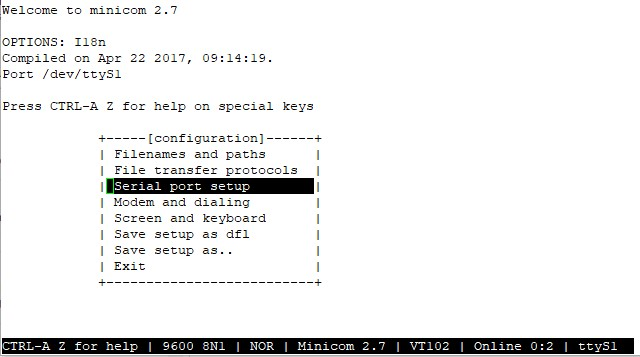 Welcome to minicom 2.7
OPTIONS: I18n
Compiled on Apr 22 2017, 09:14:19.
Port /dev/ttyS1
Press CTRL-A Z for help on special keys
+-----[configuration]------+
| Filenames and paths |
| File transfer protocols |
| Serial port setup |
| Modem and dialing |
| Screen and keyboard |
| Save setup as dfl |
| Save setup as.. |
| Exit |
+--------------------------+
CTRL-A Z for help | 9600 8N1 | NOR | Minicom 2.7 | VT102 | Online 0:2 | ttyS1